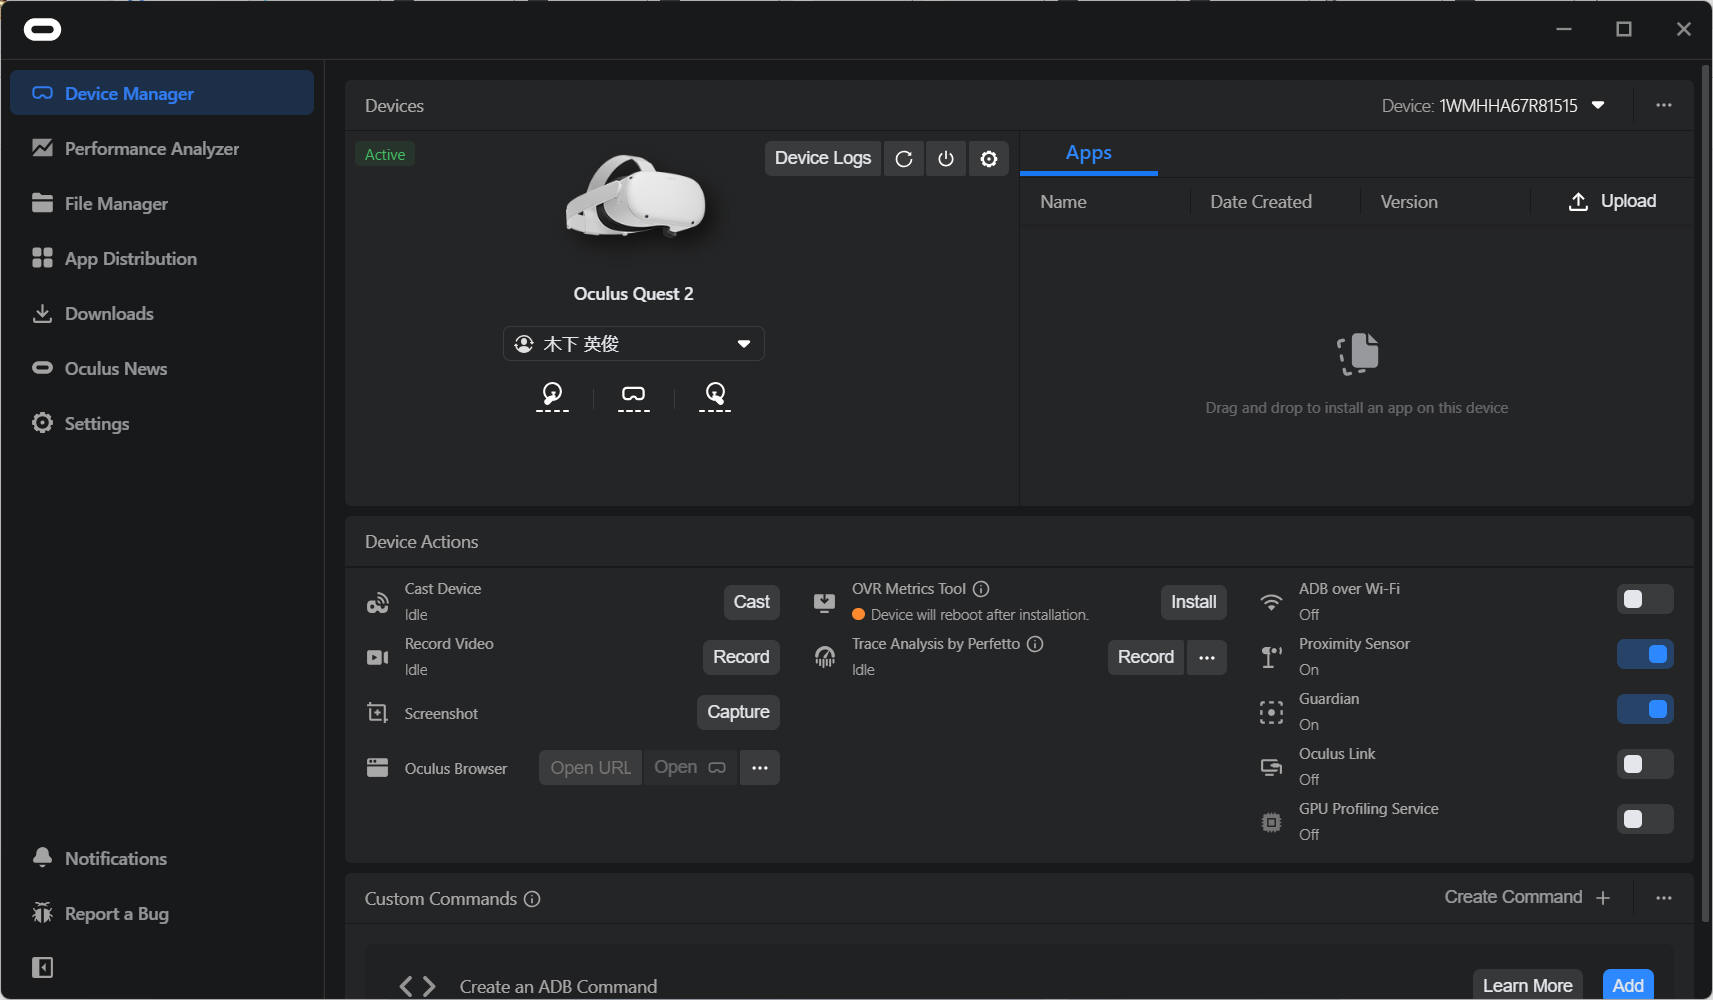 Device Manager
Performance Analyzer
File Manager
App Distribution
Downloads
Oculus News
Settings
Notifications
Report a Bug
Devices
Device: 1WMHHA67R81515
Active
Device Logs
Oculus Quest 2
木下 英俊
Apps
Name Date Created Version Upload
Drag and drop to install an app on this device
Device Actions
Cast Device
Idle
Cast
Record Video
Idle
Record
Screenshot
Capture
Oculus Browser
Open URL Open
OVR Metrics Tool
Device will reboot after installation.
Install
Trace Analysis by Perfetto
Idle
Record
ADB over Wi-Fi
Off
Proximity Sensor
On
Guardian
On
Oculus Link
Off
GPU Profiling Service
Off
Custom Commands
Create Command +
Create an ADB Command
Learn More
Add